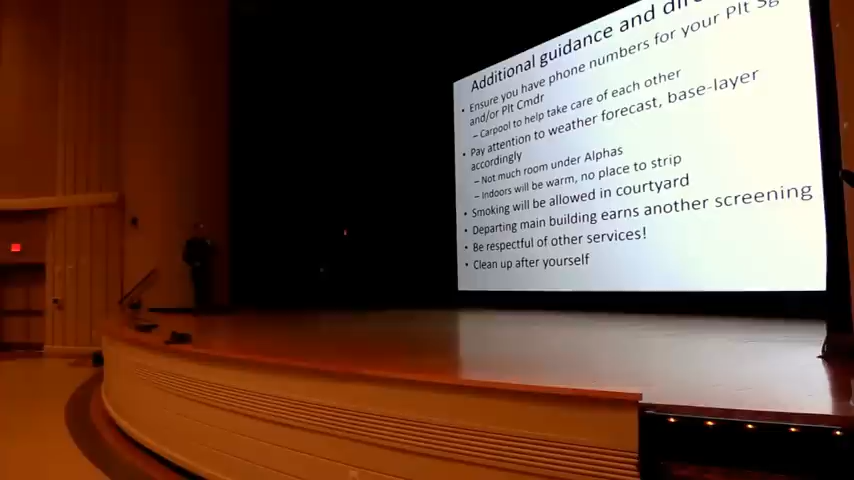 Additional guidance and
• Ensure you have phone numbers for your Plt Sg
and/or Plt Cmdr
– Carpool to help take care of each other
• Pay attention to weather forecast, base-layer
accordingly
– Not much room under Alphas
– Indoors will be warm, no place to strip
• Smoking will be allowed in courtyard
• Departing main building earns another screening
• Be respectful of other services!
• Clean up after yourself